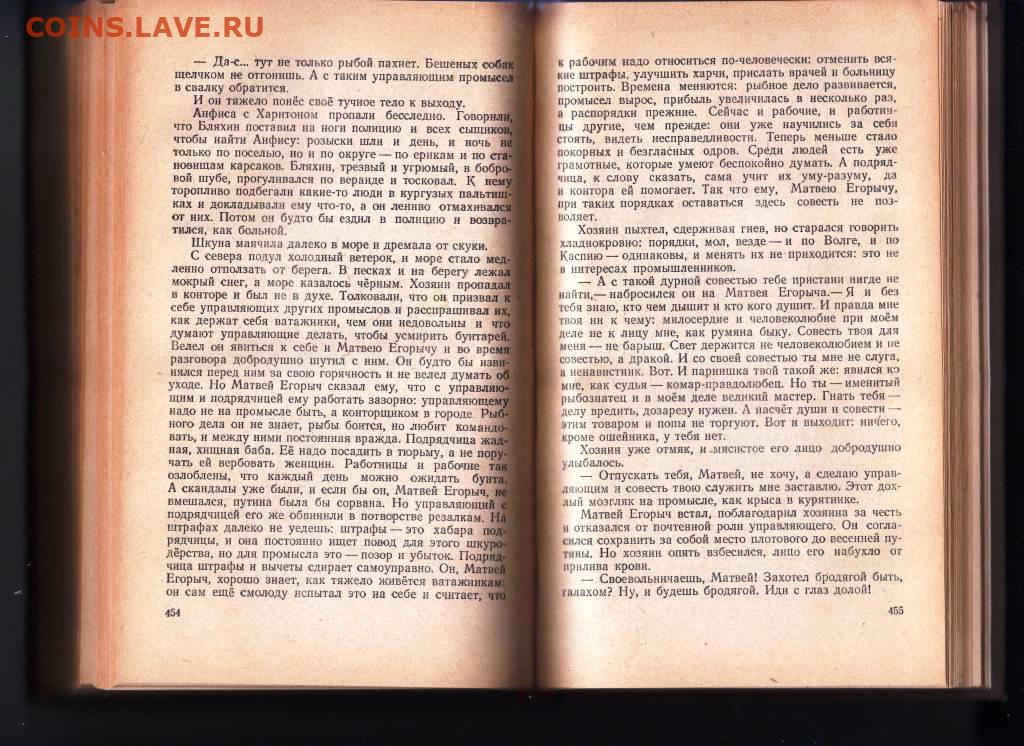 COINS.LAVE.RU
— Да-с... тут не только рыбой пахнет. Бешеных собак
щелчком не отгонишь. А с таким управляющим промысел
в свалку обратится.
И он тяжело понёс своё тучное тело к выходу.
Анфиса с Харитоном пропали бесследно. Говорили,
что Бляхин поставил на ноги полицию и всех сыщиков,
чтобы найти Анфису: розыски шли и день, и ночь не
только по поселью, но и по округе — по ерикам и по ста-
новищам карсаков. Бляхин, трезвый и угрюмый, в бобро-
вой шубе, прогуливался по веранде и тосковал. К нему
торопливо подбегали какие-то люди в кургузых пальтиш-
ках и докладывали ему что-то, а он лениво отмахивался
от них. Потом он будто бы ездил в полицию и возвра-
тился, как больной.
Шкуна маячила далеко в море и дремала от скуки.
С севера подул холодный ветерок, и море стало мед-
ленно отползать от берега. В песках и на берегу лежал
мокрый снег, а море казалось чёрным. Хозяин пропадал
в конторе и был не в духе. Толковали, что он призвал к
себе управляющих других промыслов и расспрашивал их,
как держат себя ватажники, чем они недовольны и что
думают управляющие делать, чтобы усмирить бунтарей.
Велел он явиться к себе и Матвею Егорычу и во время
разговора добродушно шутил с ним. Он будто бы изви-
нялся перед ним за свою горячность и не велел думать об
уходе. Но Матвей Егорыч сказал ему, что с управляю-
щим и подрядчицей ему работать зазорно: управляющему
надо не на промысле быть, а конторщиком в городе. Рыб-
ного дела он не знает, рыбы боится, но любит командо-
вать, и между ними постоянная вражда. Подрядчица жад-
ная, хищная баба. Её надо посадить в тюрьму, а не пору-
чать ей вербовать женщин. Работницы и рабочие так
озлоблены, что каждый день можно ожидать бунта.
А скандалы уже были, и если бы он, Матвей Егорыч, не
вмешался, путина была бы сорвана. Но управляющий с
подрядчицей его же обвинили в потворстве резалкам. На
штрафах далеко не уедешь: штрафы — это хабара под-
рядчицы, и она постоянно ищет повод для этого шкуро-
дёрства, но для промысла это — позор и убыток. Подряд-
чица штрафы и вычеты сдирает самоуправно. Он, Матвей
Егорыч, хорошо знает, как тяжело живётся ватажникам:
он сам ещё смолоду испытал это на себе и считает, что
454
к рабочим надо относиться по-человечески: отменить вся-
кие штрафы, улучшить харчи, прислать врачей и больницу
построить. Времена меняются: рыбное дело развивается,
промысел вырос, прибыль увеличилась в несколько раз,
а распорядки прежние. Сейчас и рабочие, и работни-
цы другие, чем прежде: они уже научились за себя
стоять, видеть несправедливости. Теперь меньше стало
покорных и безгласных одров. Среди людей есть уже
грамотные, которые умеют беспокойно думать. А подряд-
чица, к слову сказать, сама учит их уму-разуму, да
и контора ей помогает. Так что ему, Матвею Егорычу,
при таких порядках оставаться здесь совесть не поз-
воляет.
Хозяин пыхтел, сдерживая гнев, но старался говорить
хладнокровно: порядки, мол, везде — и по Волге, и по
Каспию — одинаковы, и менять их не приходится: это не
в интересах промышленников.
— А с такой дурной совестью тебе пристани нигде не
найти,— набросился он на Матвея Егорыча.— Я и без
тебя знаю, кто чем дышит и кто кого душит. И правда мне
твоя ни к чему: милосердие и человеколюбие при моём
деле не к лицу мне, как румяна быку. Совесть твоя для
меня — не барыш. Свет держится не человеколюбием и не
совестью, а дракой. И со своей совестью ты мне не слуга,
а ненавистник. Вот. И парнишка твой такой же: явился ко
мне, как судья — комар-правдолюбец. Но ты — именитый
рыбознатец и в моём деле великий мастер. Гнать тебя —
делу вредить, дозарезу нужен. А насчёт души и совести —
этим товаром и попы не торгуют. Вот и выходит: ничего,
кроме ошейника, у тебя нет.
Хозяин уже отмяк, и мясистое его лицо добродушно
улыбалось.
— Отпускать тебя, Матвей, не хочу, а сделаю управ-
ляющим и совесть твою служить мне заставлю. Этот дох-
лый мозгляк на промысле, как крыса в курятнике.
Матвей Егорыч встал, поблагодарил хозяина за честь
и отказался от почтенной роли управляющего. Он согла-
сился сохранить за собой место плотового до весенней пу-
тины. Но хозяин опять взбесился, лицо его набухло от
прилива крови.
— Своевольничаешь, Матвей! Захотел бродягой быть,
галахом? Ну, и будешь бродягой. Иди с глаз долой!
455